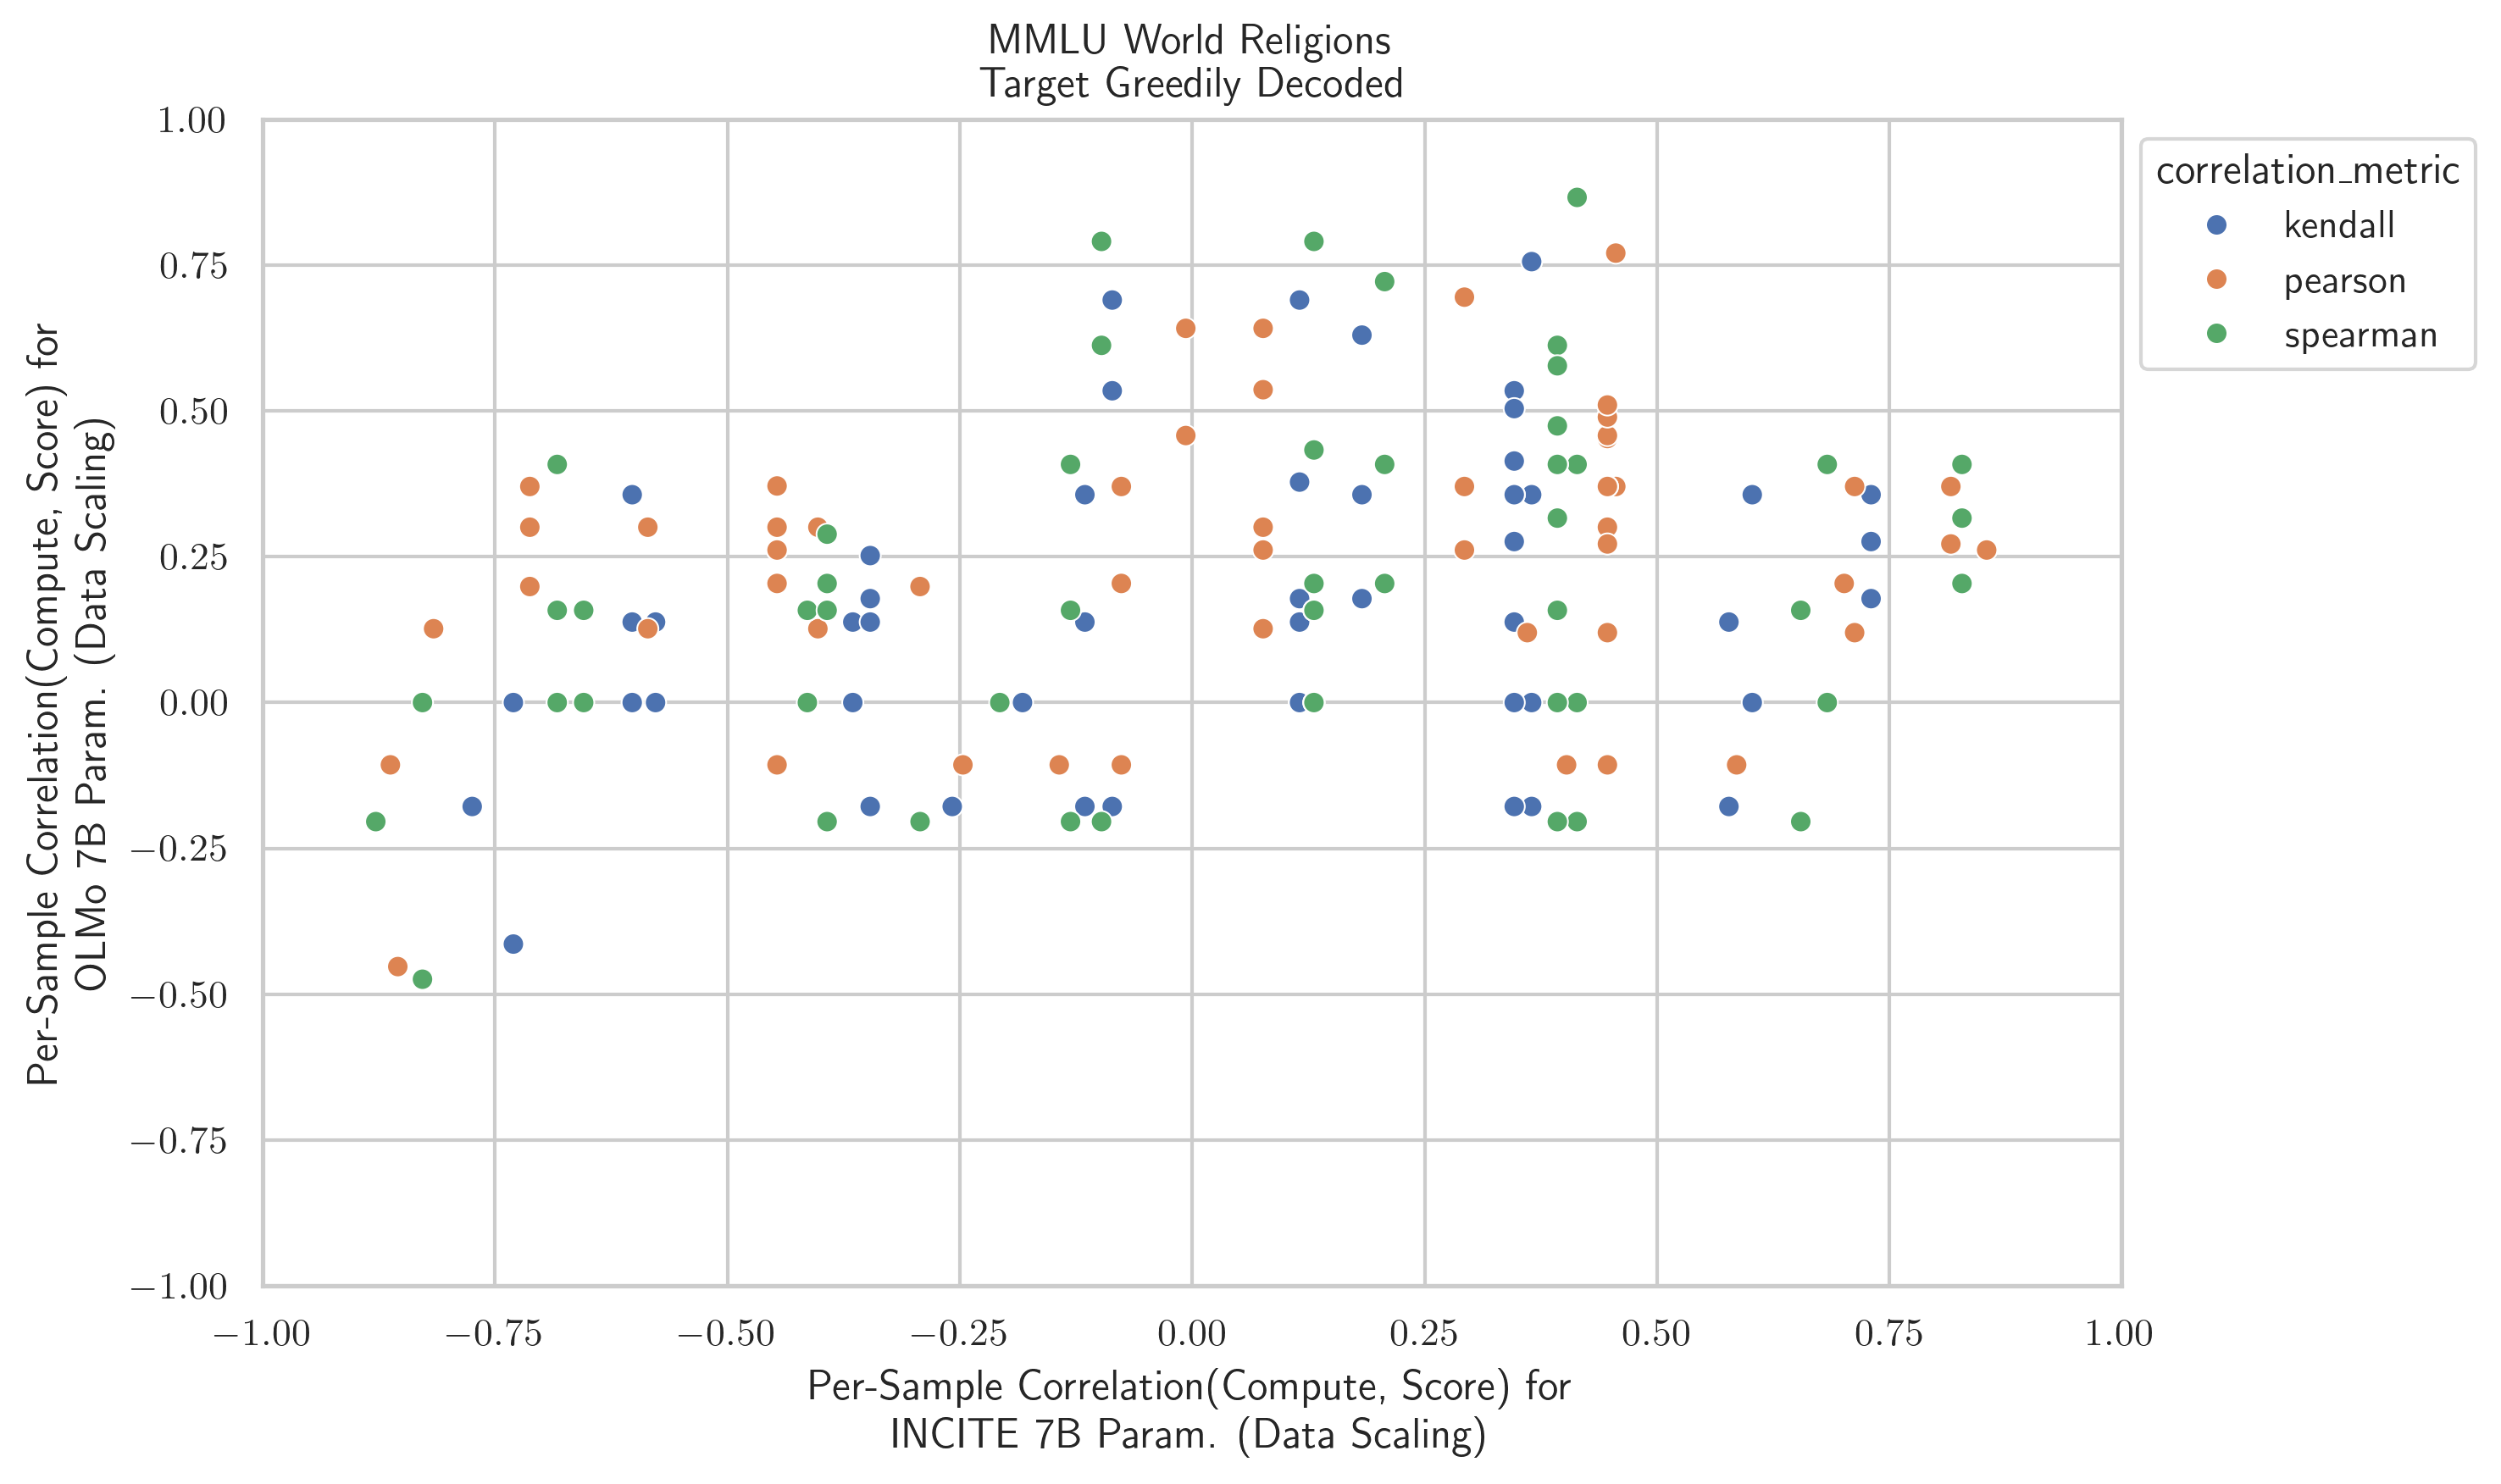 MMLU World Religions
Target Greedily Decoded
1.00
0.75
0.50
0.25
0.00
−0.25
−0.50
−0.75
−1.00
Per-Sample Correlation(Compute, Score) for
OLMo 7B Param. (Data Scaling)
−1.00 −0.75 −0.50 −0.25 0.00 0.25 0.50 0.75 1.00
Per-Sample Correlation(Compute, Score) for
INCITE 7B Param. (Data Scaling)
correlation_metric
kendall
pearson
spearman